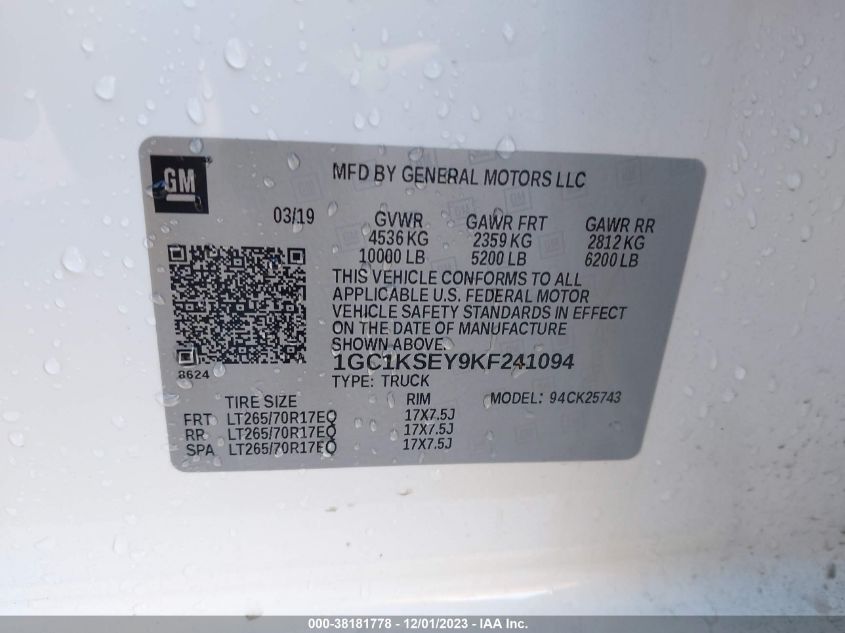 GM
MFD BY GENERAL MOTORS LLC
03/19 GVWR GAWR FRT GAWR RR
4536 KG 2359 KG 2812 KG
10000 LB 5200 LB 6200 LB
THIS VEHICLE CONFORMS TO ALL
APPLICABLE U.S. FEDERAL MOTOR
VEHICLE SAFETY STANDARDS IN EFFECT
ON THE DATE OF MANUFACTURE
SHOWN ABOVE.
8624
1GC1KSEY9KF241094
TYPE: TRUCK
TIRE SIZE RIM MODEL: 94CK25743
FRT LT265/70R17EQ 17X7.5J
RR LT265/70R17EQ 17X7.5J
SPA LT265/70R17EQ 17X7.5J
000-38181778 - 12/01/2023 - IAA Inc.